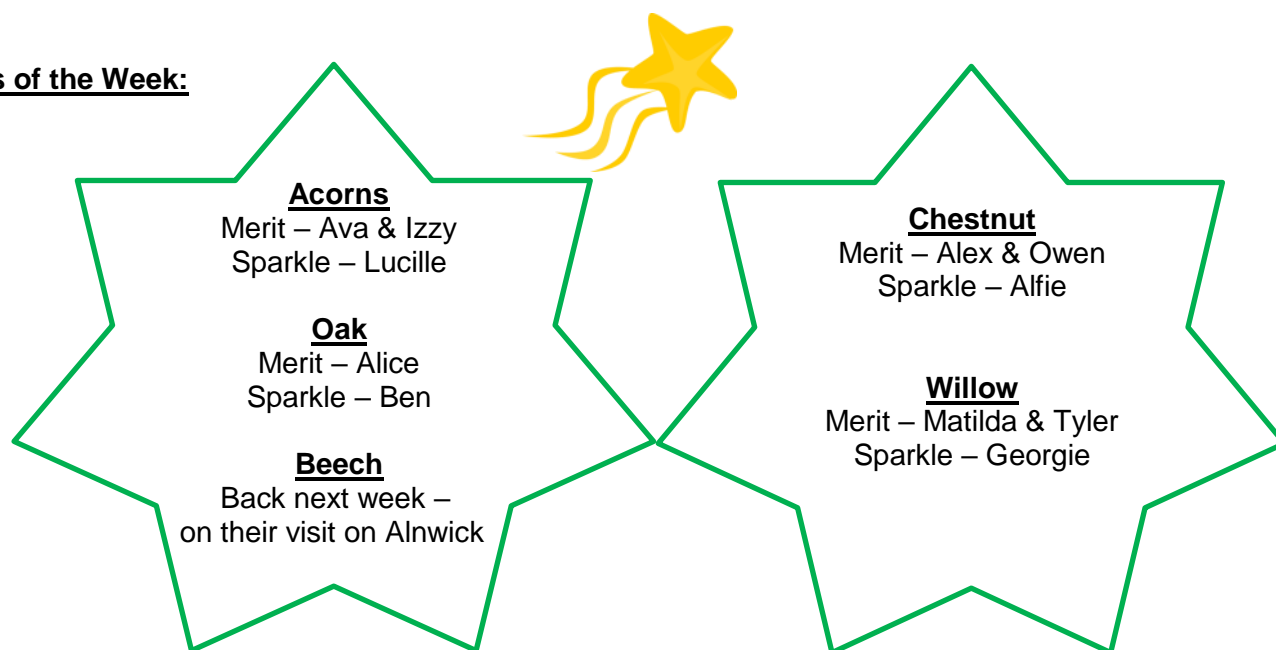 s of the Week:
Acorns
Merit – Ava & Izzy
Sparkle – Lucille
Oak
Merit – Alice
Sparkle – Ben
Beech
Back next week –
on their visit on Alnwick
Chestnut
Merit – Alex & Owen
Sparkle – Alfie
Willow
Merit – Matilda & Tyler
Sparkle – Georgie